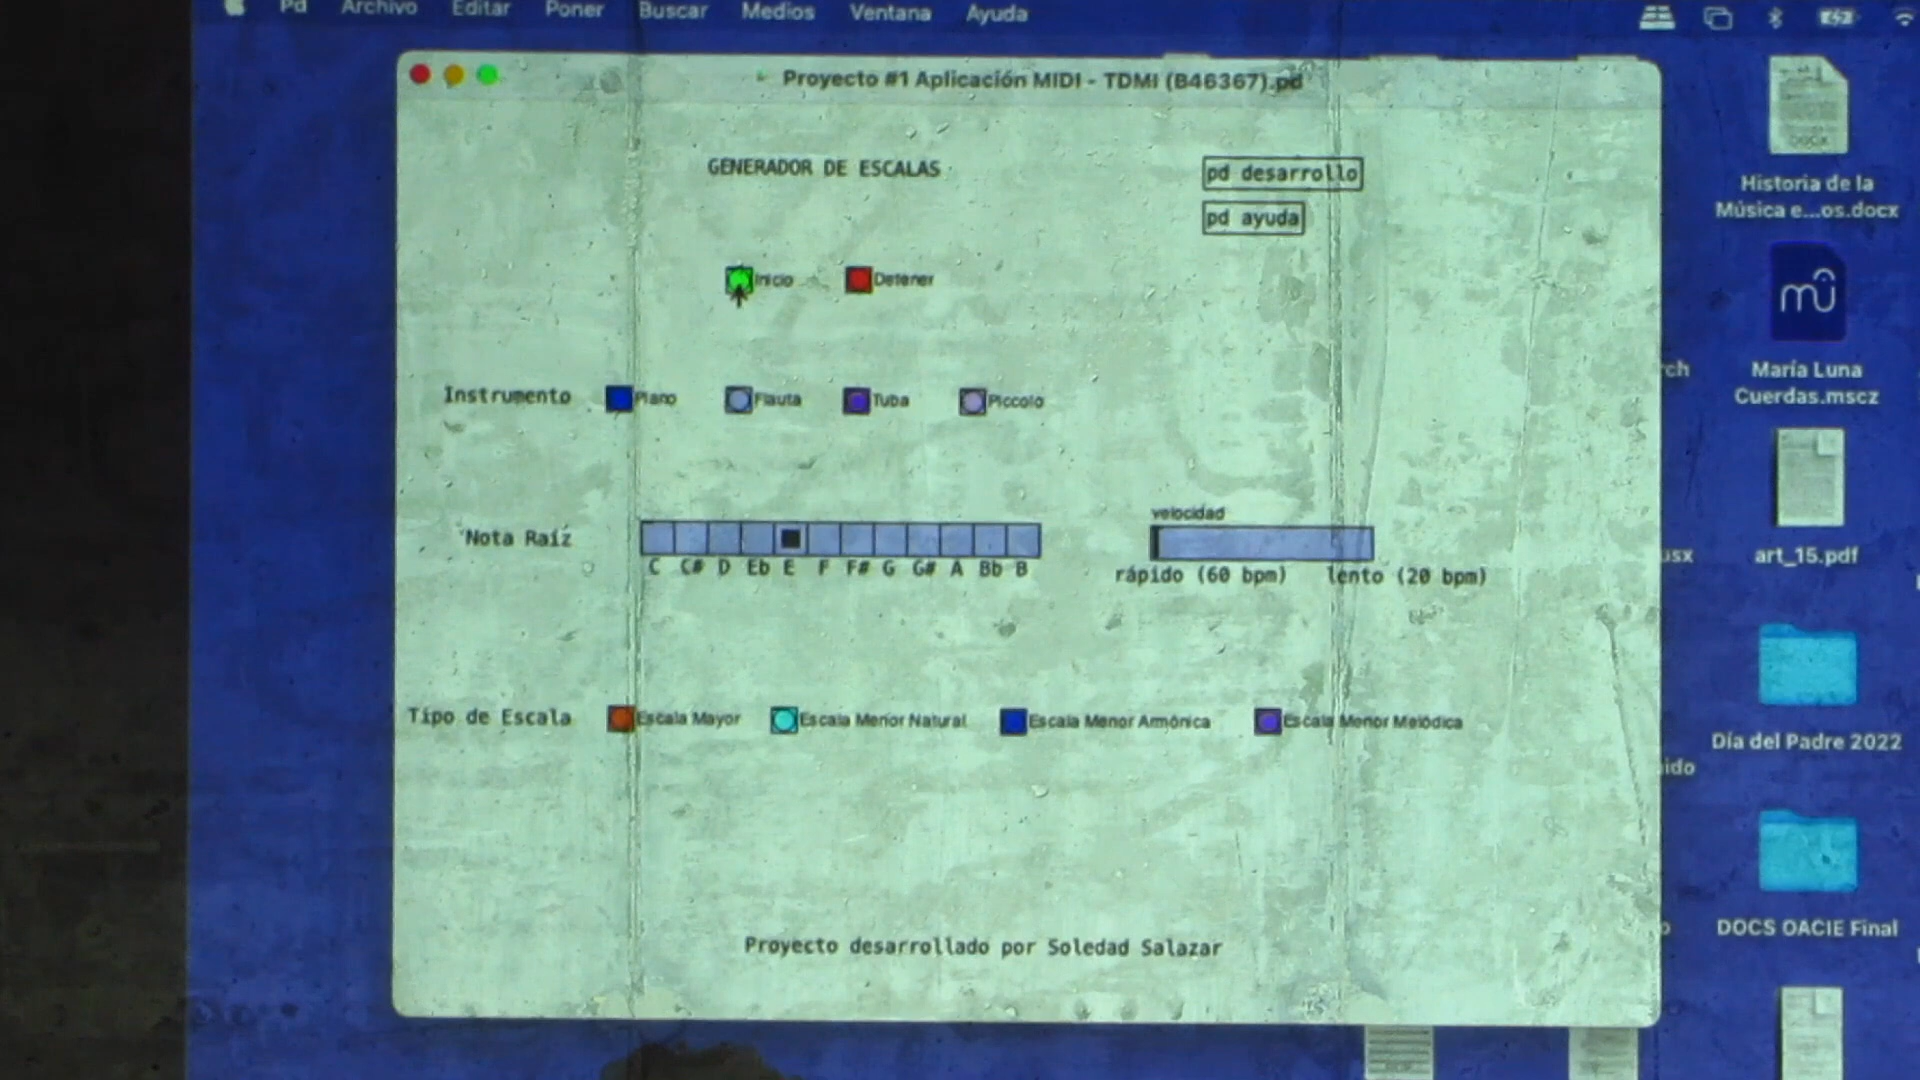 Pd Archivo Editar Poner Buscar Medios Ventana Ayuda
Proyecto #1 Aplicación MIDI - TDMI (B46367).pd
GENERADOR DE ESCALAS
pd desarrollo
pd ayuda
Inicio Detener
Instrumento Piano Flauta Tuba Piccolo
Nota Raíz
C C# D Eb E F F# G G# A Bb B
velocidad
rápido (60 bpm) lento (20 bpm)
Tipo de Escala Escala Mayor Escala Menor Natural Escala Menor Armónica Escala Menor Melódica
Proyecto desarrollado por Soledad Salazar
DOCX
Historia de la
Música e...os.docx
mu
María Luna
Cuerdas.mscz
art_15.pdf
Día del Padre 2022
DOCS OACIE Final